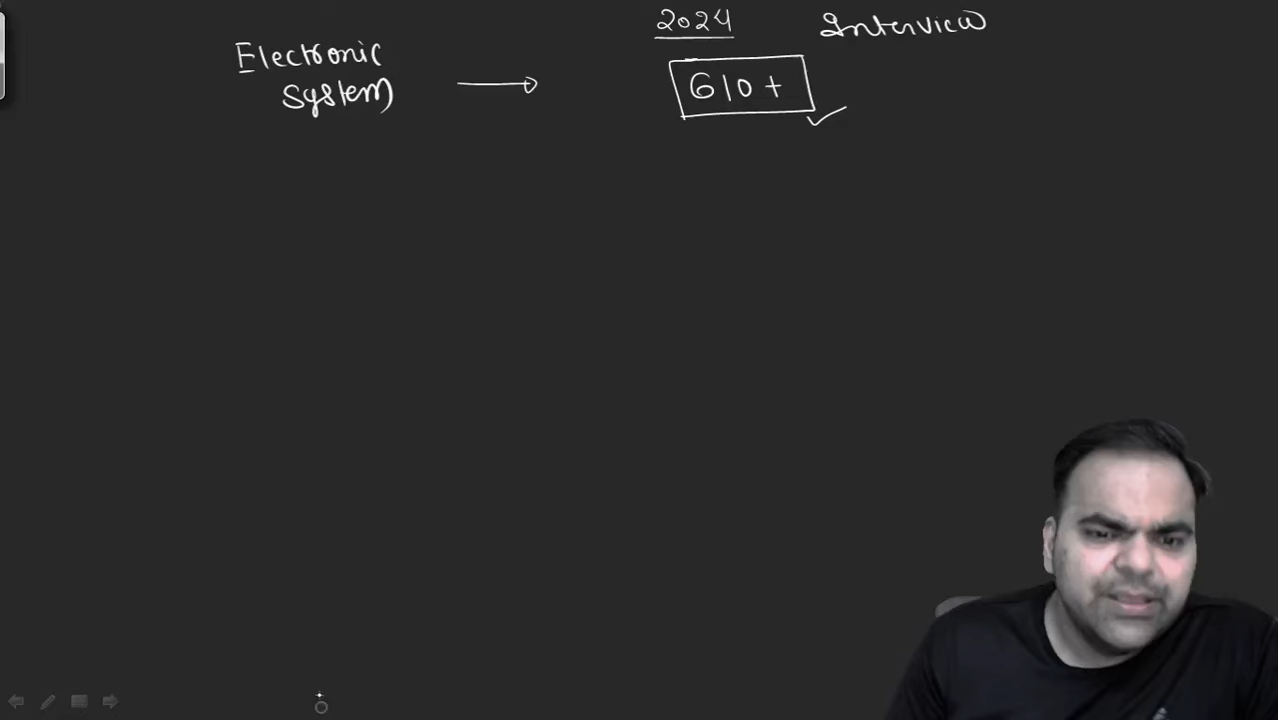 2024 Interview
Electronic
System → 610+